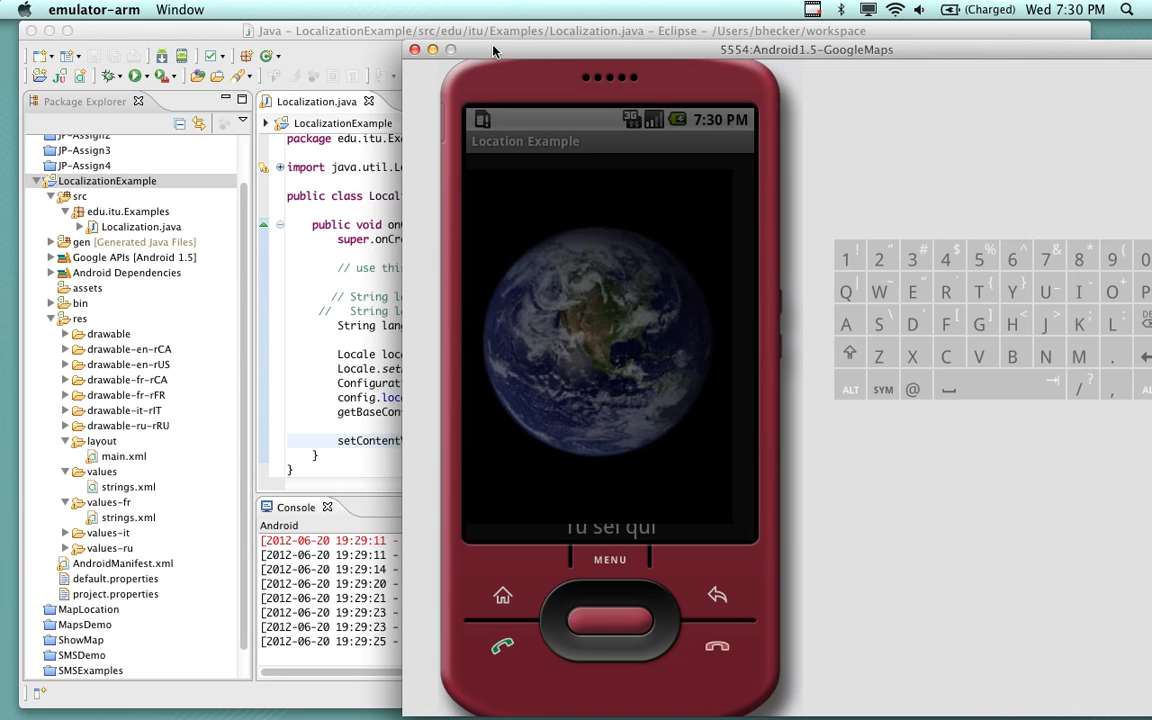 emulator-arm Window
(Charged) Wed 7:30 PM
Java – LocalizationExample/src/edu/itu/Examples/Localization.java – Eclipse – /Users/bhecker/workspace
5554:Android1.5-GoogleMaps
Package Explorer
JP-Assign2
JP-Assign3
JP-Assign4
LocalizationExample
src
edu.itu.Examples
Localization.java
gen [Generated Java Files]
Google APIs [Android 1.5]
Android Dependencies
assets
bin
res
drawable
drawable-en-rCA
drawable-en-rUS
drawable-fr-rCA
drawable-fr-rFR
drawable-it-rIT
drawable-ru-rRU
layout
main.xml
values
strings.xml
values-fr
strings.xml
values-it
values-ru
AndroidManifest.xml
default.properties
project.properties
MapLocation
MapsDemo
ShowMap
SMSDemo
SMSExamples
Localization.java
LocalizationExample
package edu.itu.Exa
import java.util.Lo
public class Local
public void on
super.onCre
// use this
// String l
// String l
String lang
Locale loc
Locale.set
Configurat
config.loc
getBaseCon
setContent
}
}
Console
Android
[2012-06-20 19:29:11 -
[2012-06-20 19:29:11 -
[2012-06-20 19:29:14 -
[2012-06-20 19:29:20 -
[2012-06-20 19:29:21 -
[2012-06-20 19:29:23 -
[2012-06-20 19:29:23 -
[2012-06-20 19:29:25 -
3G 7:30 PM
Location Example
Tu sei qui
MENU
1 ! 2 " 3 # 4 $ 5 % 6 ^ 7 & 8 * 9 ( 0
Q W ~ E " R ` T { Y } U _ I - O + P
A S \ D ' F [ G ] H < J > K ; L : DEL
Z X C V B N M .
ALT SYM @ / ?